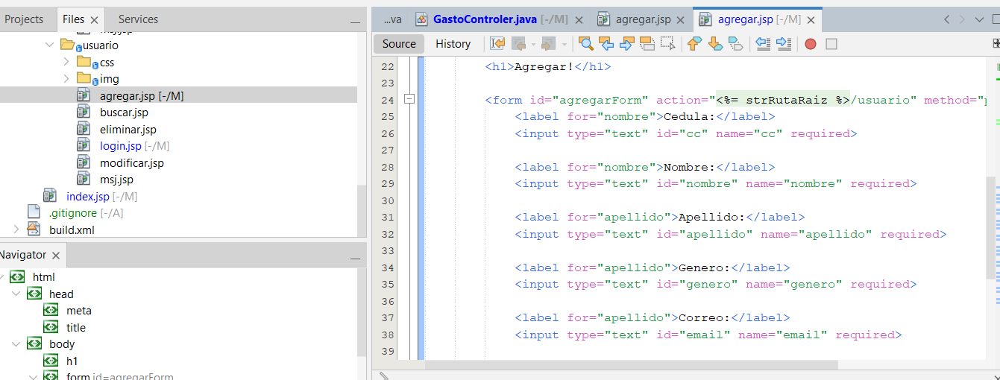 Projects Files Services
usuario
css
img
agregar.jsp [-/M]
buscar.jsp
eliminar.jsp
login.jsp [-/M]
modificar.jsp
msj.jsp
index.jsp [-/M]
.gitignore [-/A]
build.xml
Navigator
html
head
meta
title
body
h1
form id=agregarForm
...va GastoControler.java [-/M] agregar.jsp agregar.jsp [-/M]
Source History
22 <h1>Agregar!</h1>
23
24 <form id="agregarForm" action="<%= strRutaRaiz %>/usuario" method="
25 <label for="nombre">Cedula:</label>
26 <input type="text" id="cc" name="cc" required>
27
28 <label for="nombre">Nombre:</label>
29 <input type="text" id="nombre" name="nombre" required>
30
31 <label for="apellido">Apellido:</label>
32 <input type="text" id="apellido" name="apellido" required>
33
34 <label for="apellido">Genero:</label>
35 <input type="text" id="genero" name="genero" required>
36
37 <label for="apellido">Correo:</label>
38 <input type="text" id="email" name="email" required>
39